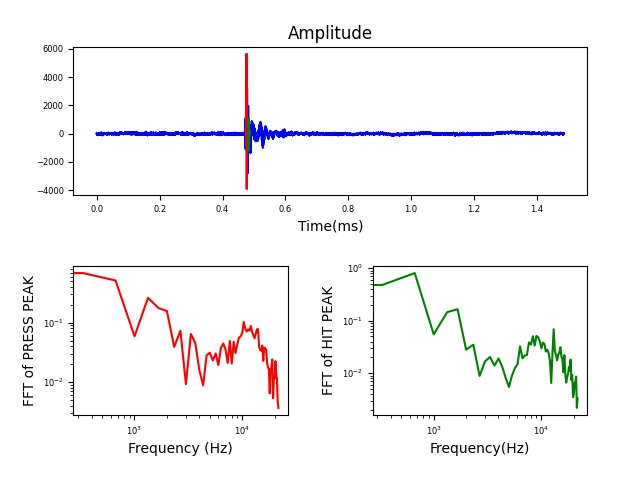 Amplitude
6000
4000
2000
0
−2000
−4000
0.0 0.2 0.4 0.6 0.8 1.0 1.2 1.4
Time(ms)
FFT of PRESS PEAK
10⁻¹
10⁻²
10³ 10⁴
Frequency (Hz)
FFT of HIT PEAK
10⁰
10⁻¹
10⁻²
10³ 10⁴
Frequency(Hz)